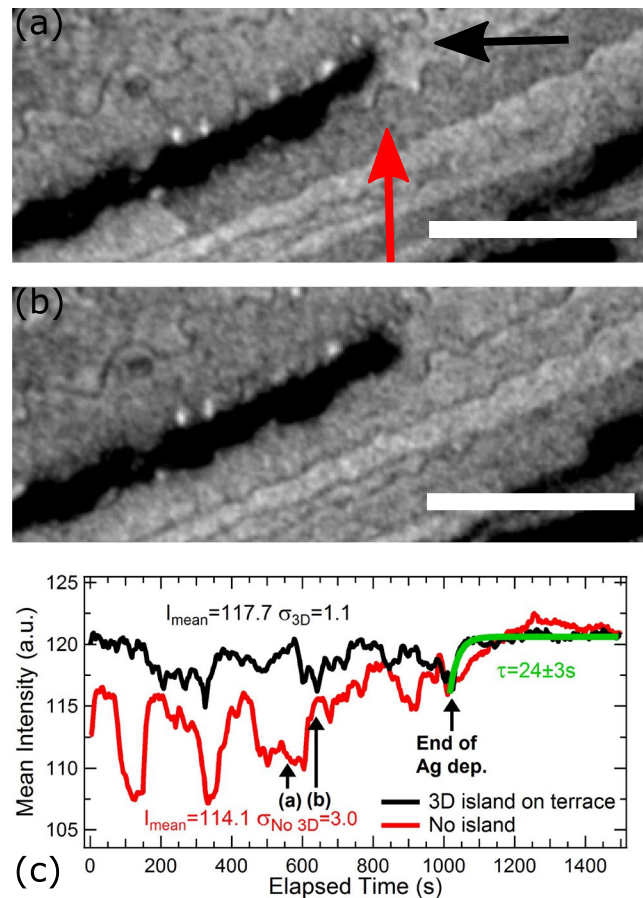 (a)
(b)
(c)
Mean Intensity (a.u.)
125
120
115
110
105
I_mean=117.7 σ_3D=1.1
τ=24±3s
(a) (b)
End of
Ag dep.
I_mean=114.1 σ_No 3D=3.0
3D island on terrace
No island
0 200 400 600 800 1000 1200 1400
Elapsed Time (s)